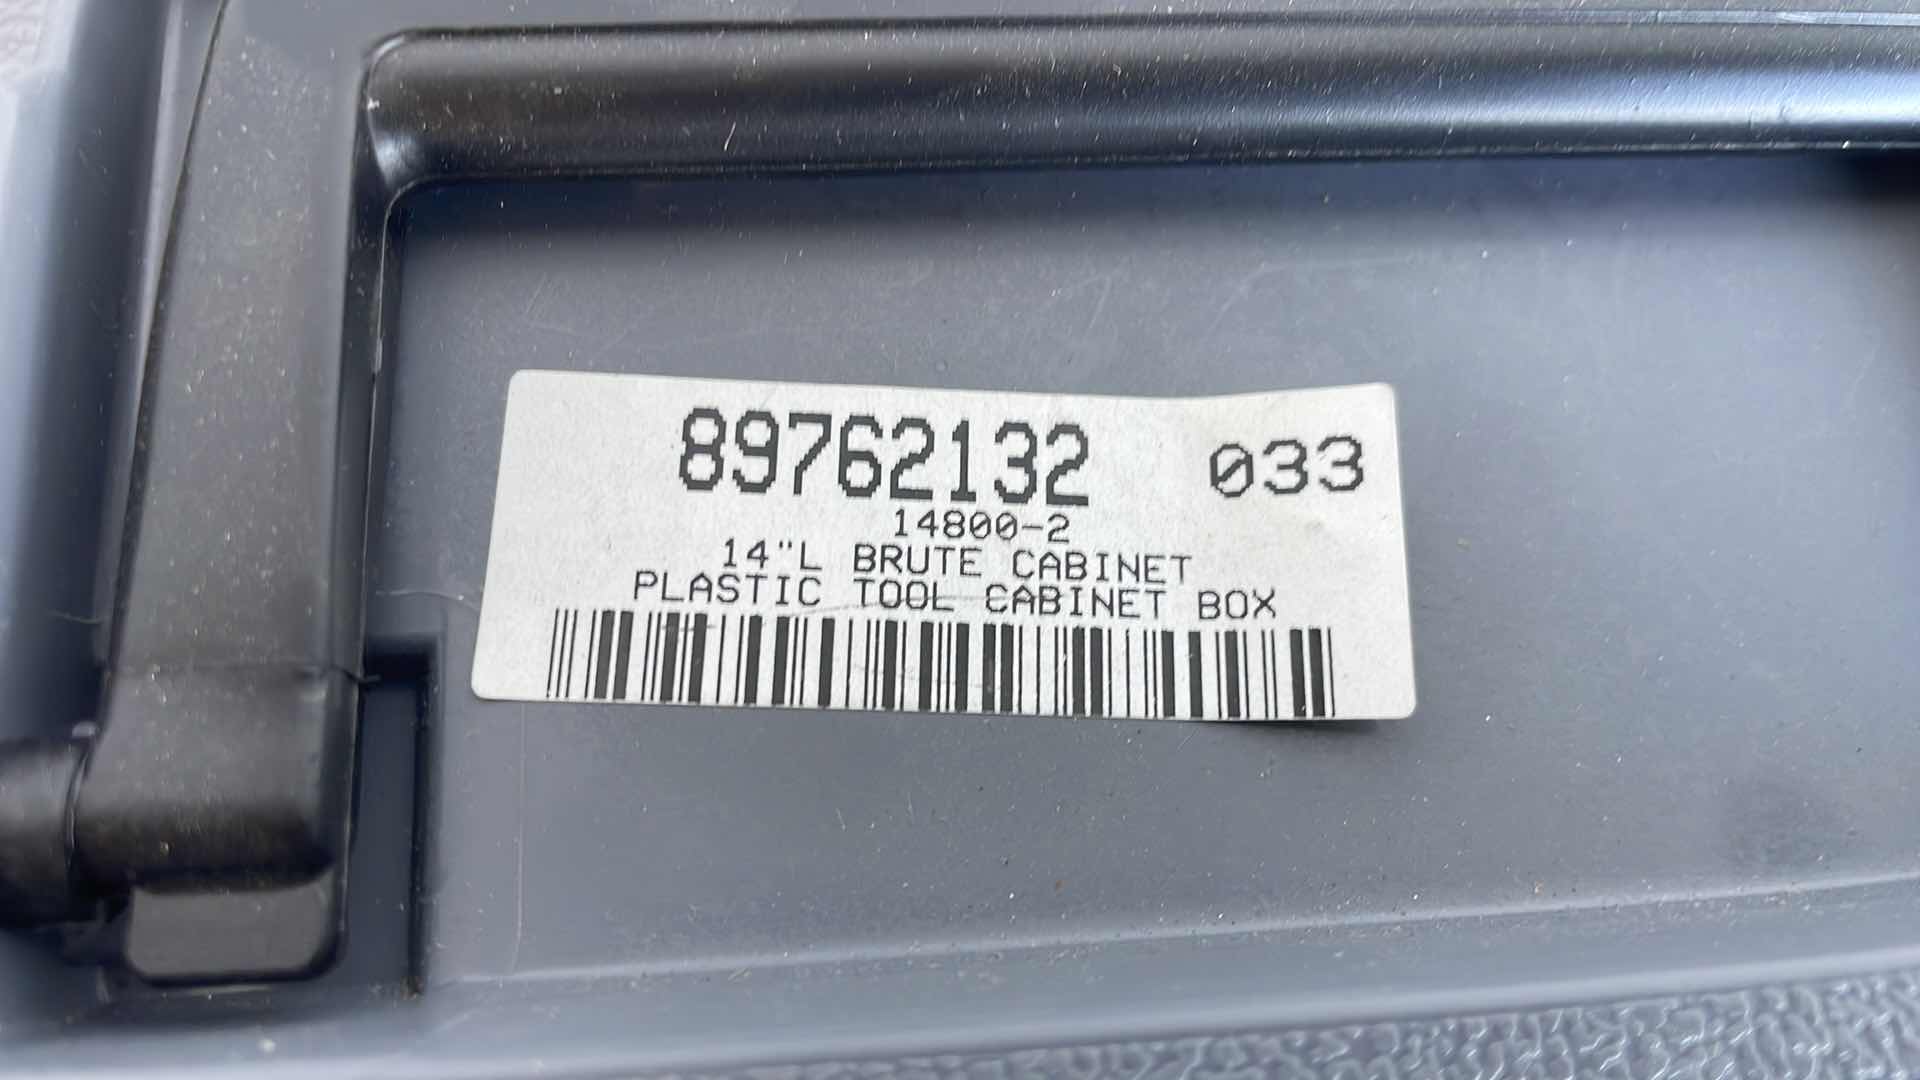 89762132 033
14800-2
14"L BRUTE CABINET
PLASTIC TOOL CABINET BOX